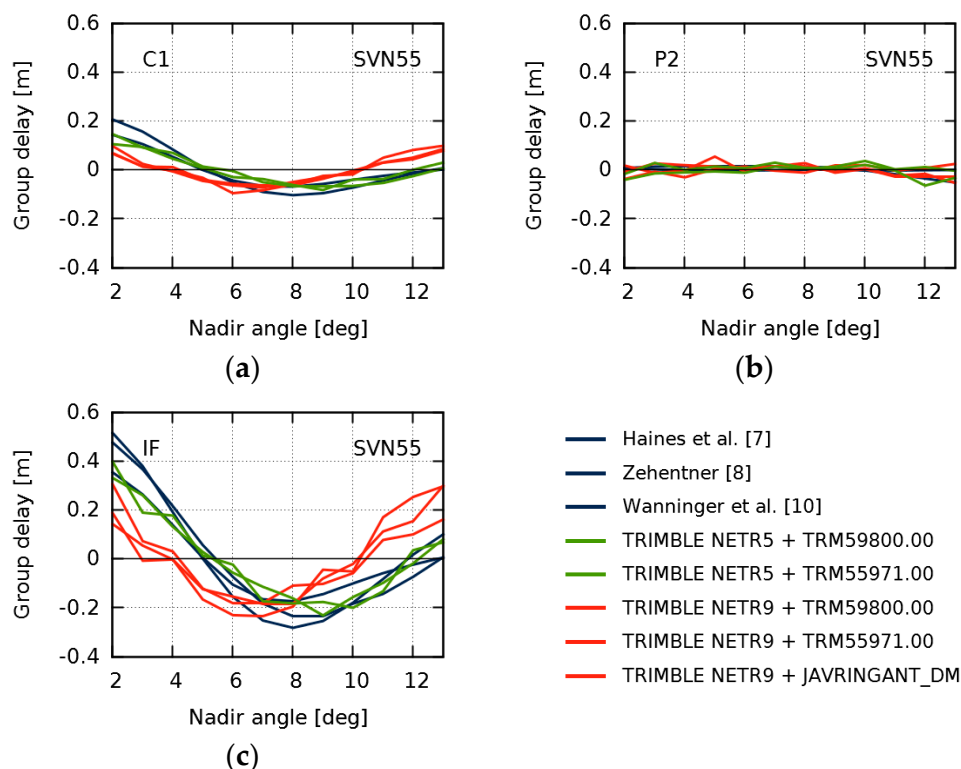 0.6
0.4
0.2
0
-0.2
-0.4
Group delay [m]
C1 SVN55
2 4 6 8 10 12
Nadir angle [deg]
(a)
0.6
0.4
0.2
0
-0.2
-0.4
Group delay [m]
P2 SVN55
2 4 6 8 10 12
Nadir angle [deg]
(b)
0.6
0.4
0.2
0
-0.2
-0.4
Group delay [m]
IF SVN55
2 4 6 8 10 12
Nadir angle [deg]
(c)
Haines et al. [7]
Zehentner [8]
Wanninger et al. [10]
TRIMBLE NETR5 + TRM59800.00
TRIMBLE NETR5 + TRM55971.00
TRIMBLE NETR9 + TRM59800.00
TRIMBLE NETR9 + TRM55971.00
TRIMBLE NETR9 + JAVRINGANT_DM